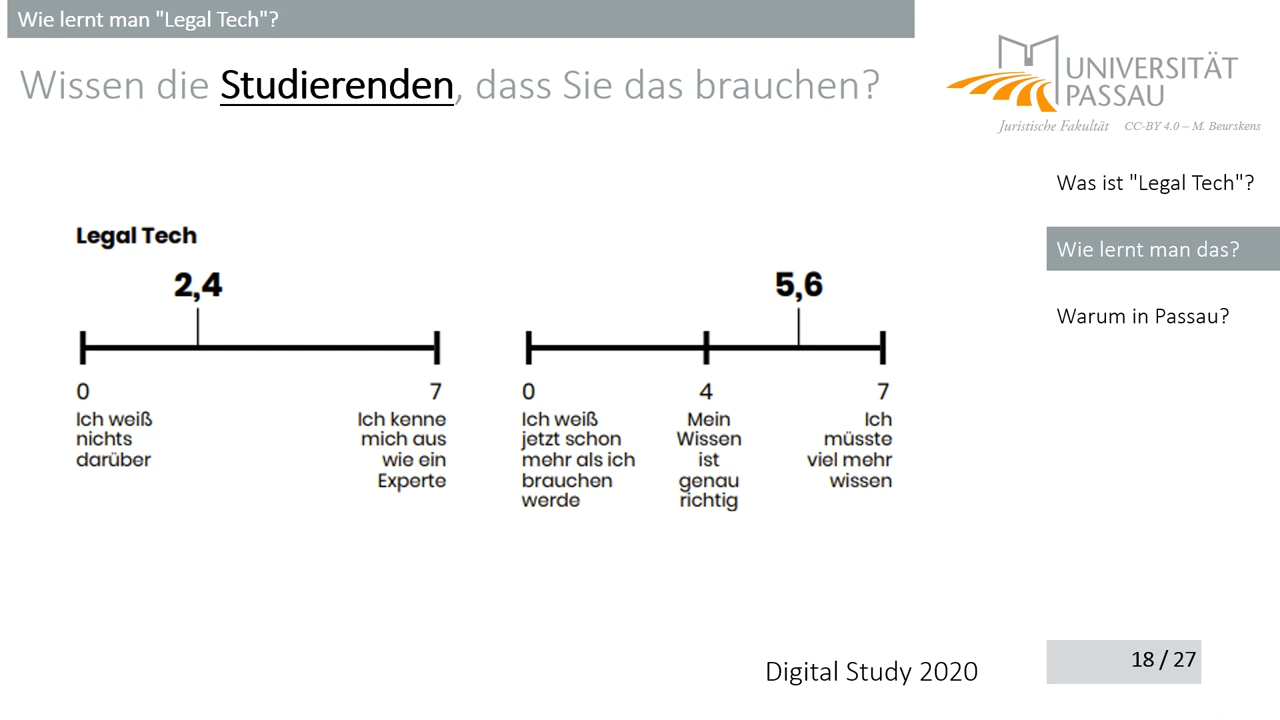 Wie lernt man "Legal Tech"?
Wissen die Studierenden, dass Sie das brauchen?
UNIVERSITÄT
PASSAU
Juristische Fakultät CC-BY 4.0 – M. Beurskens
Was ist "Legal Tech"?
Wie lernt man das?
Warum in Passau?
Legal Tech
2,4
0
7
Ich weiß
nichts
darüber
Ich kenne
mich aus
wie ein
Experte
5,6
0
4
7
Ich weiß
jetzt schon
mehr als ich
brauchen
werde
Mein
Wissen
ist
genau
richtig
Ich
müsste
viel mehr
wissen
Digital Study 2020
18 / 27